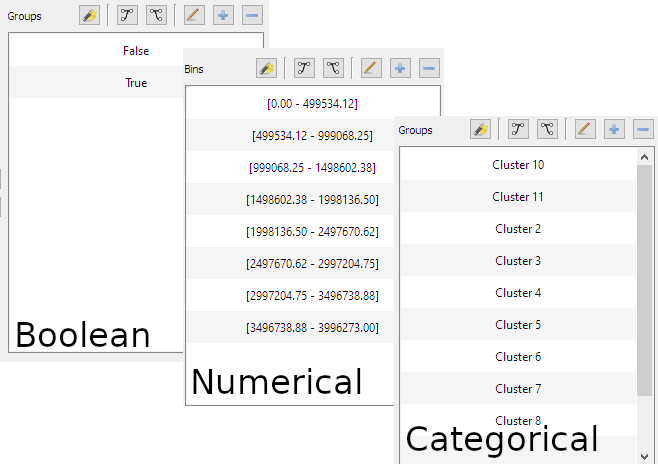 Groups
False
True
Boolean
Bins
[0.00 - 499534.12]
[499534.12 - 999068.25]
[999068.25 - 1498602.38]
[1498602.38 - 1998136.50]
[1998136.50 - 2497670.62]
[2497670.62 - 2997204.75]
[2997204.75 - 3496738.88]
[3496738.88 - 3996273.00]
Numerical
Groups
Cluster 10
Cluster 11
Cluster 2
Cluster 3
Cluster 4
Cluster 5
Cluster 6
Cluster 7
Cluster 8
Categorical